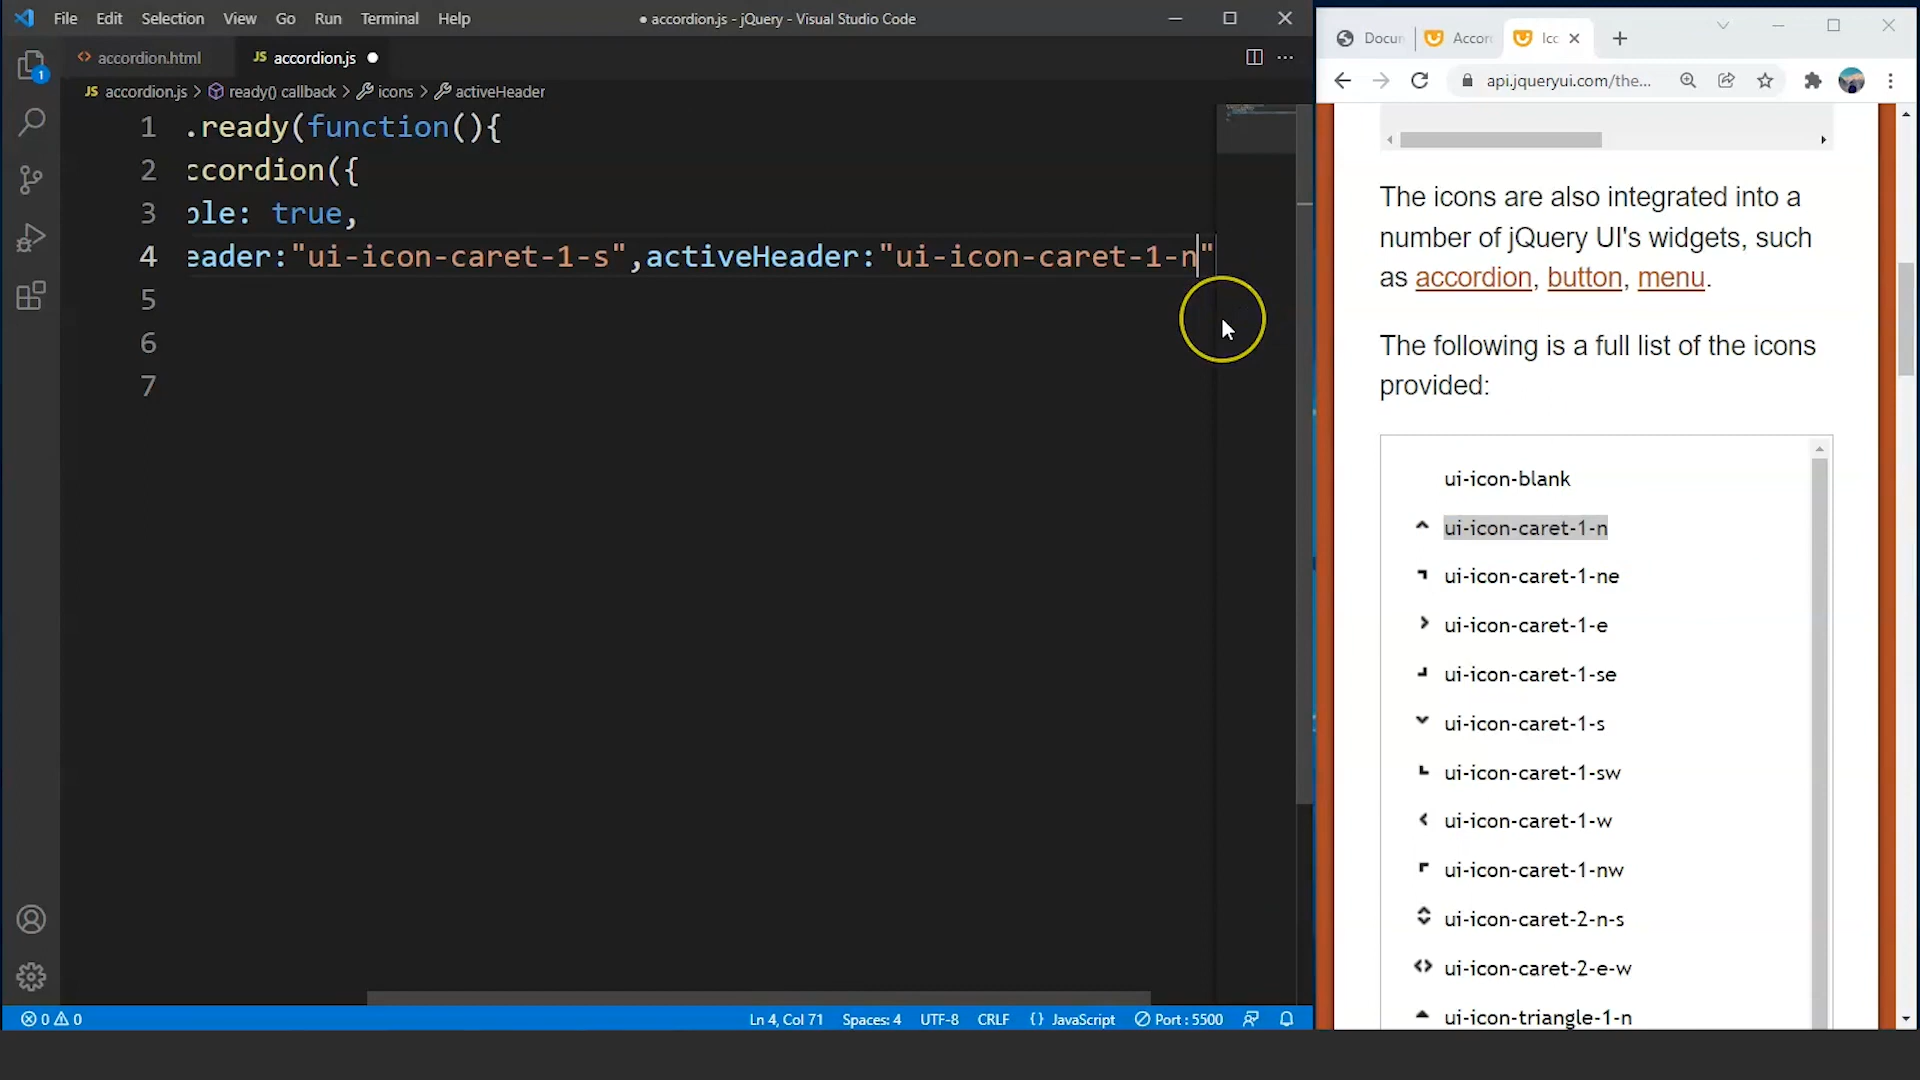 File Edit Selection View Go Run Terminal Help
● accordion.js - jQuery - Visual Studio Code
accordion.html
JS accordion.js ●
JS accordion.js > ready() callback > icons > activeHeader
1 .ready(function(){
2 ccordion({
3 ble: true,
4 eader:"ui-icon-caret-1-s",activeHeader:"ui-icon-caret-1-n"
5
6
7
1
0 0
Ln 4, Col 71 Spaces: 4 UTF-8 CRLF {} JavaScript Port : 5500
Docu
Accor
Icc
api.jqueryui.com/the...
The icons are also integrated into a
number of jQuery UI's widgets, such
as accordion, button, menu.
The following is a full list of the icons
provided:
ui-icon-blank
ui-icon-caret-1-n
ui-icon-caret-1-ne
ui-icon-caret-1-e
ui-icon-caret-1-se
ui-icon-caret-1-s
ui-icon-caret-1-sw
ui-icon-caret-1-w
ui-icon-caret-1-nw
ui-icon-caret-2-n-s
ui-icon-caret-2-e-w
ui-icon-triangle-1-n